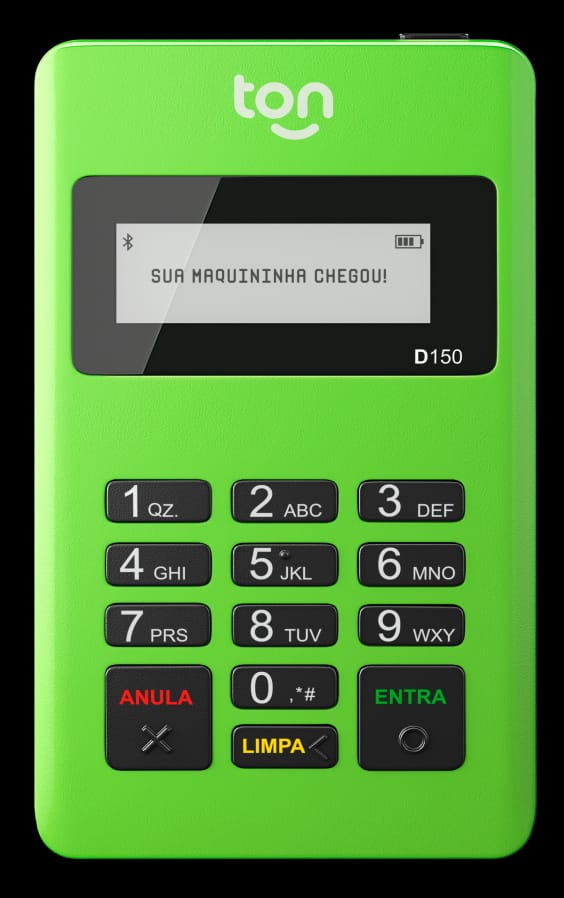 ton
SUA MAQUININHA CHEGOU!
D150
1 QZ. 2 ABC 3 DEF
4 GHI 5 JKL 6 MNO
7 PRS 8 TUV 9 WXY
ANULA 0 ,*# ENTRA
LIMPA